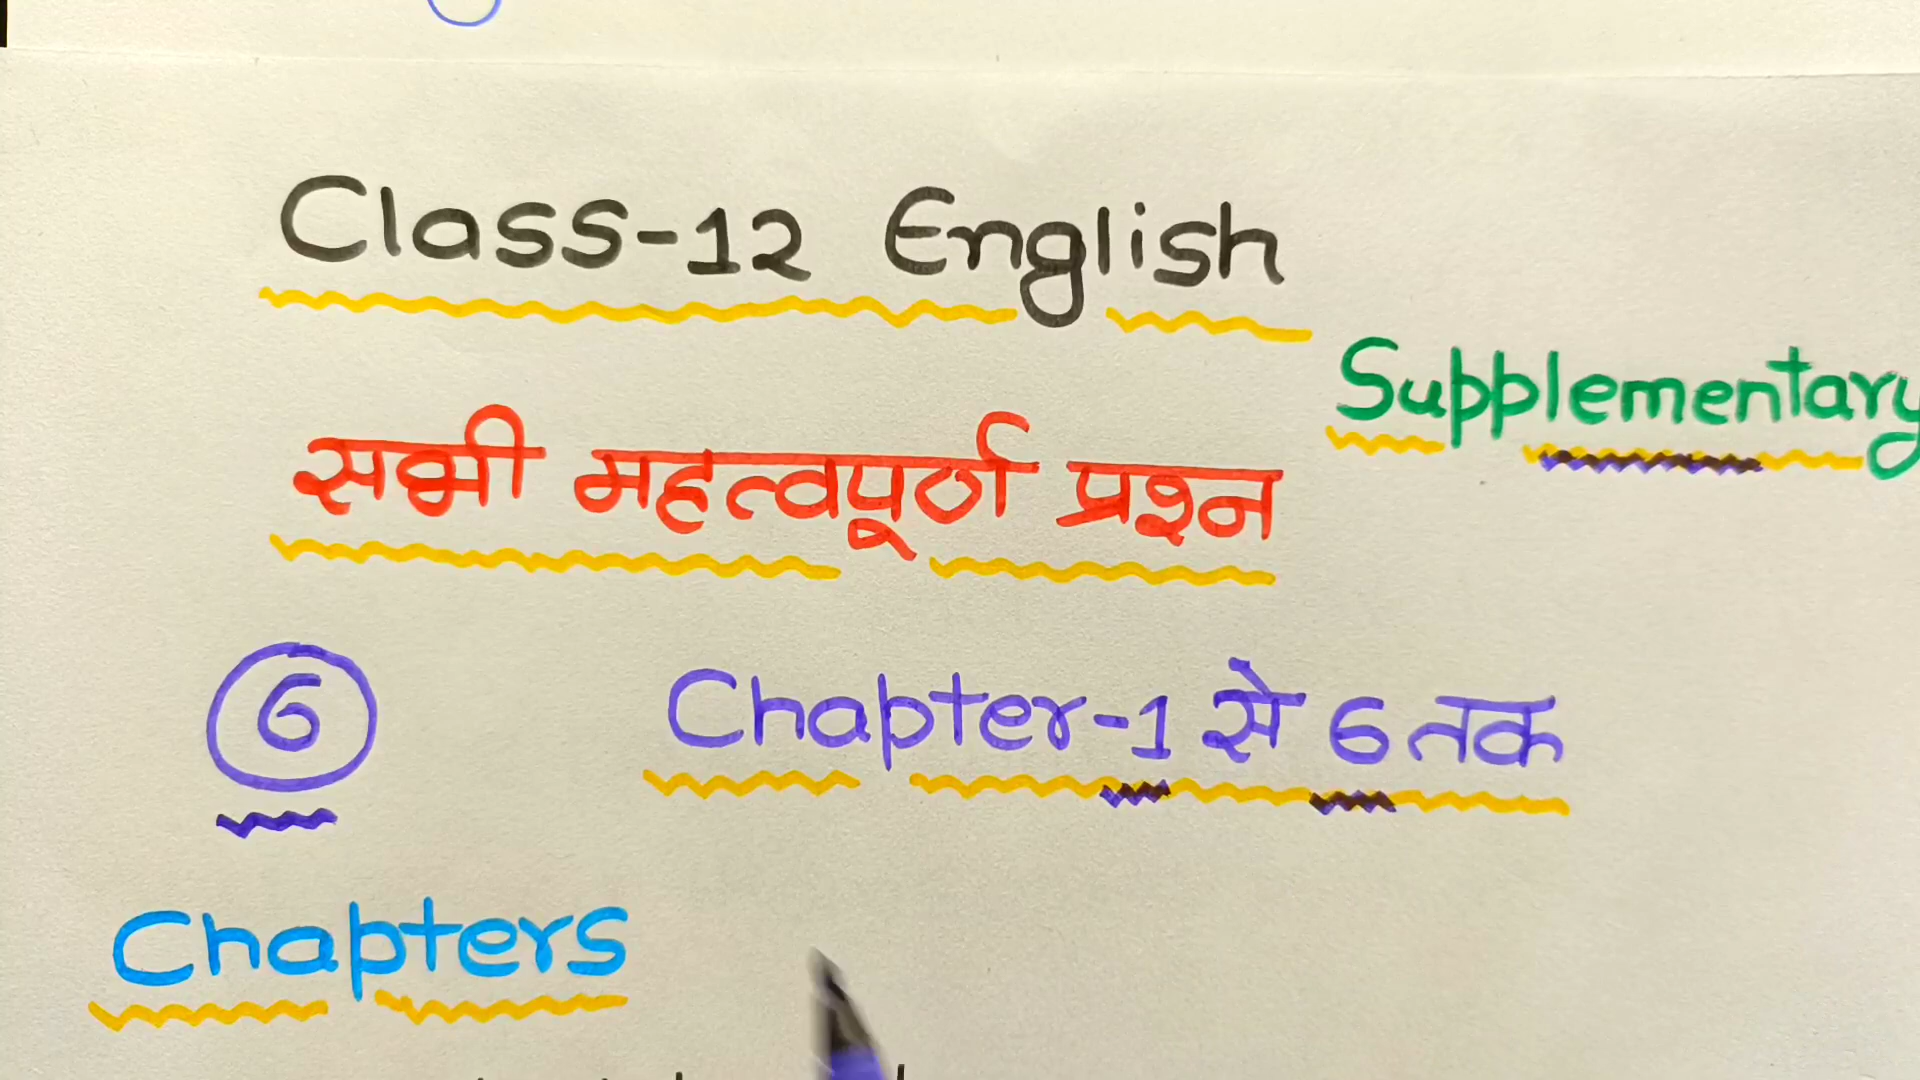 Class-12 English
Supplementary
सभी महत्वपूर्ण प्रश्न
6
Chapter-1 से 6 तक
Chapters